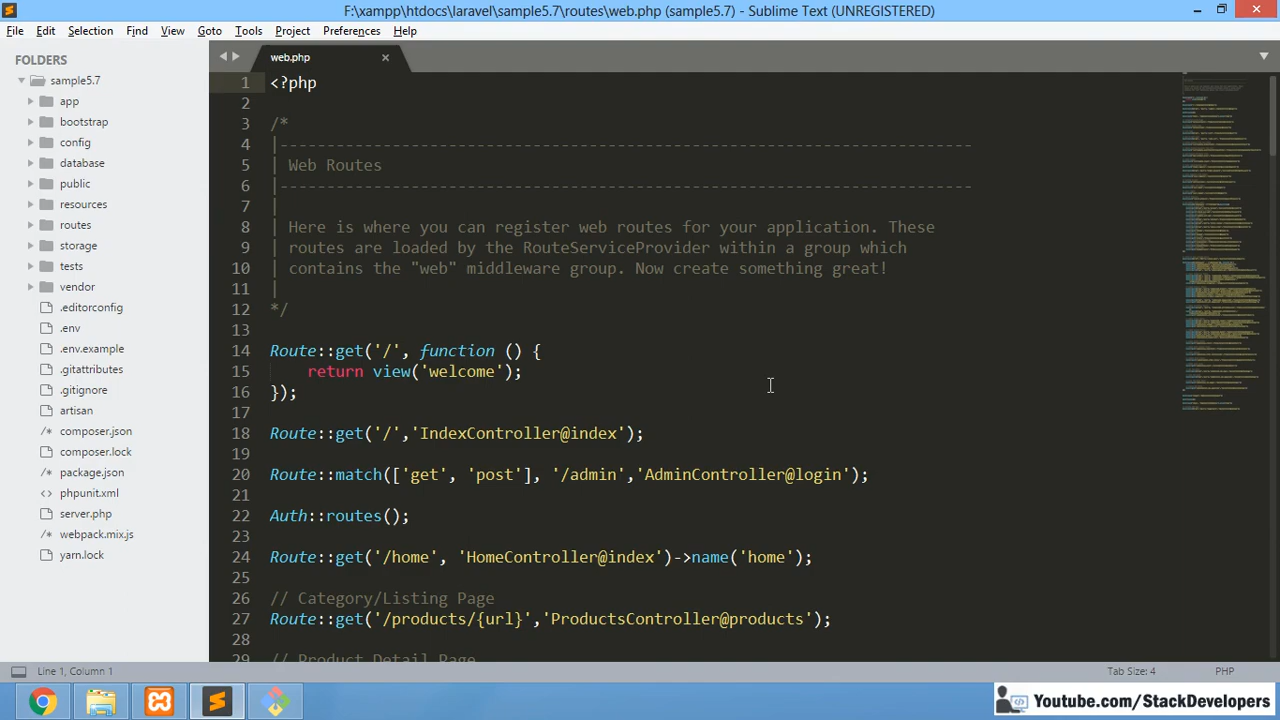 F:\xampp\htdocs\laravel\sample5.7\routes\web.php (sample5.7) - Sublime Text (UNREGISTERED)
File Edit Selection Find View Goto Tools Project Preferences Help
FOLDERS
sample5.7
app
bootstrap
config
database
public
resources
routes
storage
tests
vendor
.editorconfig
.env
.env.example
.gitattributes
.gitignore
artisan
composer.json
composer.lock
package.json
phpunit.xml
server.php
webpack.mix.js
yarn.lock
web.php
1 <?php
2
3 /*
4 |--------------------------------------------------------------------------
5 | Web Routes
6 |--------------------------------------------------------------------------
7 |
8 | Here is where you can register web routes for your application. These
9 | routes are loaded by the RouteServiceProvider within a group which
10 | contains the "web" middleware group. Now create something great!
11 |
12 */
13
14 Route::get('/', function () {
15     return view('welcome');
16 });
17
18 Route::get('/','IndexController@index');
19
20 Route::match(['get', 'post'], '/admin','AdminController@login');
21
22 Auth::routes();
23
24 Route::get('/home', 'HomeController@index')->name('home');
25
26 // Category/Listing Page
27 Route::get('/products/{url}','ProductsController@products');
28
29 // Product Detail Page
Line 1, Column 1
Tab Size: 4
PHP
Youtube.com/StackDevelopers